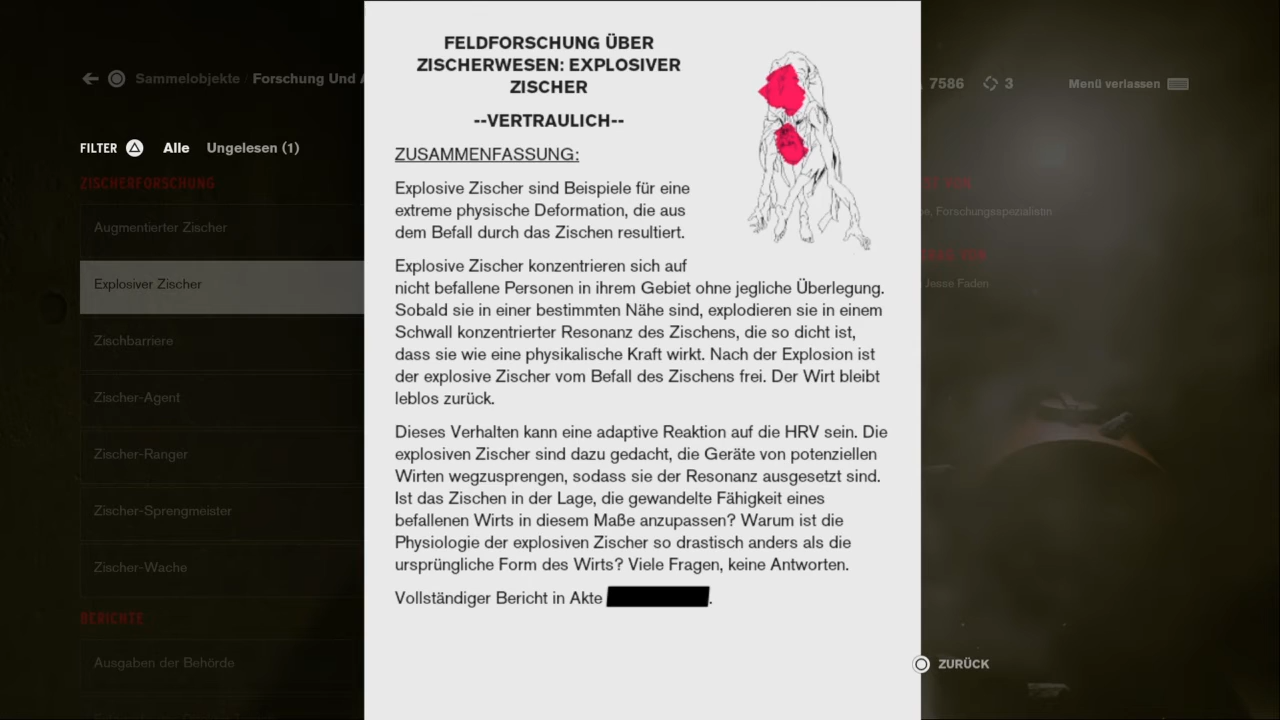 Sammelobjekte / Forschung Und A
7586
3
Menü verlassen
FILTER Alle Ungelesen (1)
ZISCHERFORSCHUNG
Augmentierter Zischer
Explosiver Zischer
Zischbarriere
Zischer-Agent
Zischer-Ranger
Zischer-Sprengmeister
Zischer-Wache
BERICHTE
Ausgaben der Behörde
FELDFORSCHUNG ÜBER
ZISCHERWESEN: EXPLOSIVER
ZISCHER
--VERTRAULICH--
ZUSAMMENFASSUNG:
Explosive Zischer sind Beispiele für eine
extreme physische Deformation, die aus
dem Befall durch das Zischen resultiert.
Explosive Zischer konzentrieren sich auf
nicht befallene Personen in ihrem Gebiet ohne jegliche Überlegung.
Sobald sie in einer bestimmten Nähe sind, explodieren sie in einem
Schwall konzentrierter Resonanz des Zischens, die so dicht ist,
dass sie wie eine physikalische Kraft wirkt. Nach der Explosion ist
der explosive Zischer vom Befall des Zischens frei. Der Wirt bleibt
leblos zurück.
Dieses Verhalten kann eine adaptive Reaktion auf die HRV sein. Die
explosiven Zischer sind dazu gedacht, die Geräte von potenziellen
Wirten wegzusprengen, sodass sie der Resonanz ausgesetzt sind.
Ist das Zischen in der Lage, die gewandelte Fähigkeit eines
befallenen Wirts in diesem Maße anzupassen? Warum ist die
Physiologie der explosiven Zischer so drastisch anders als die
ursprüngliche Form des Wirts? Viele Fragen, keine Antworten.
Vollständiger Bericht in Akte .
e, Forschungsspezialistin
Jesse Faden
ZURÜCK